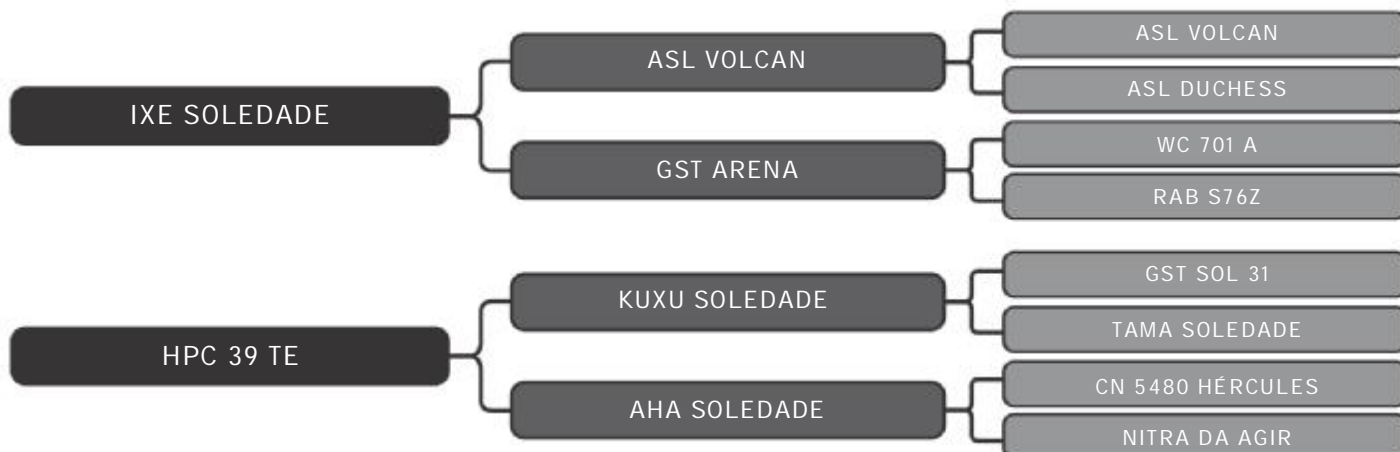 IXE SOLEDADE
ASL VOLCAN
GST ARENA
ASL VOLCAN
ASL DUCHESS
WC 701 A
RAB S76Z
HPC 39 TE
KUXU SOLEDADE
AHA SOLEDADE
GST SOL 31
TAMA SOLEDADE
CN 5480 HÉRCULES
NITRA DA AGIR